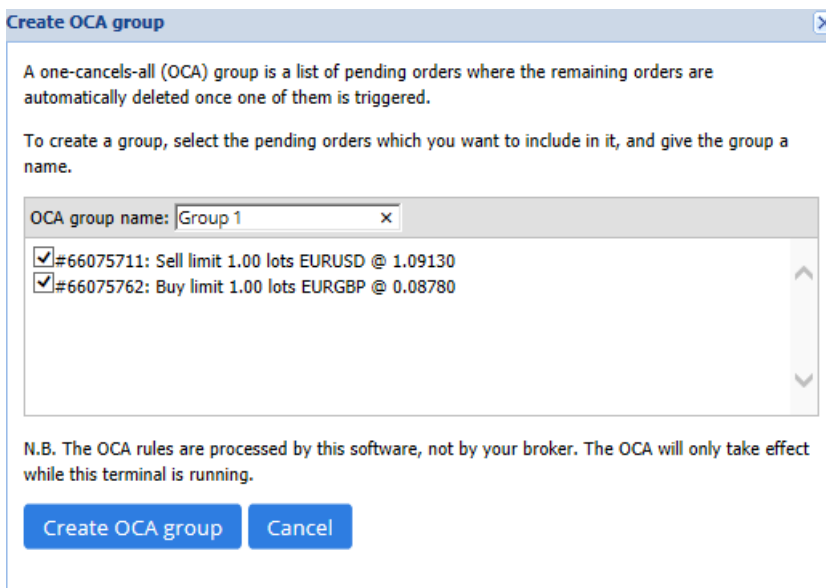 Create OCA group
A one-cancels-all (OCA) group is a list of pending orders where the remaining orders are
automatically deleted once one of them is triggered.
To create a group, select the pending orders which you want to include in it, and give the group a
name.
OCA group name: Group 1
#66075711: Sell limit 1.00 lots EURUSD @ 1.09130
#66075762: Buy limit 1.00 lots EURGBP @ 0.08780
N.B. The OCA rules are processed by this software, not by your broker. The OCA will only take effect
while this terminal is running.
Create OCA group Cancel